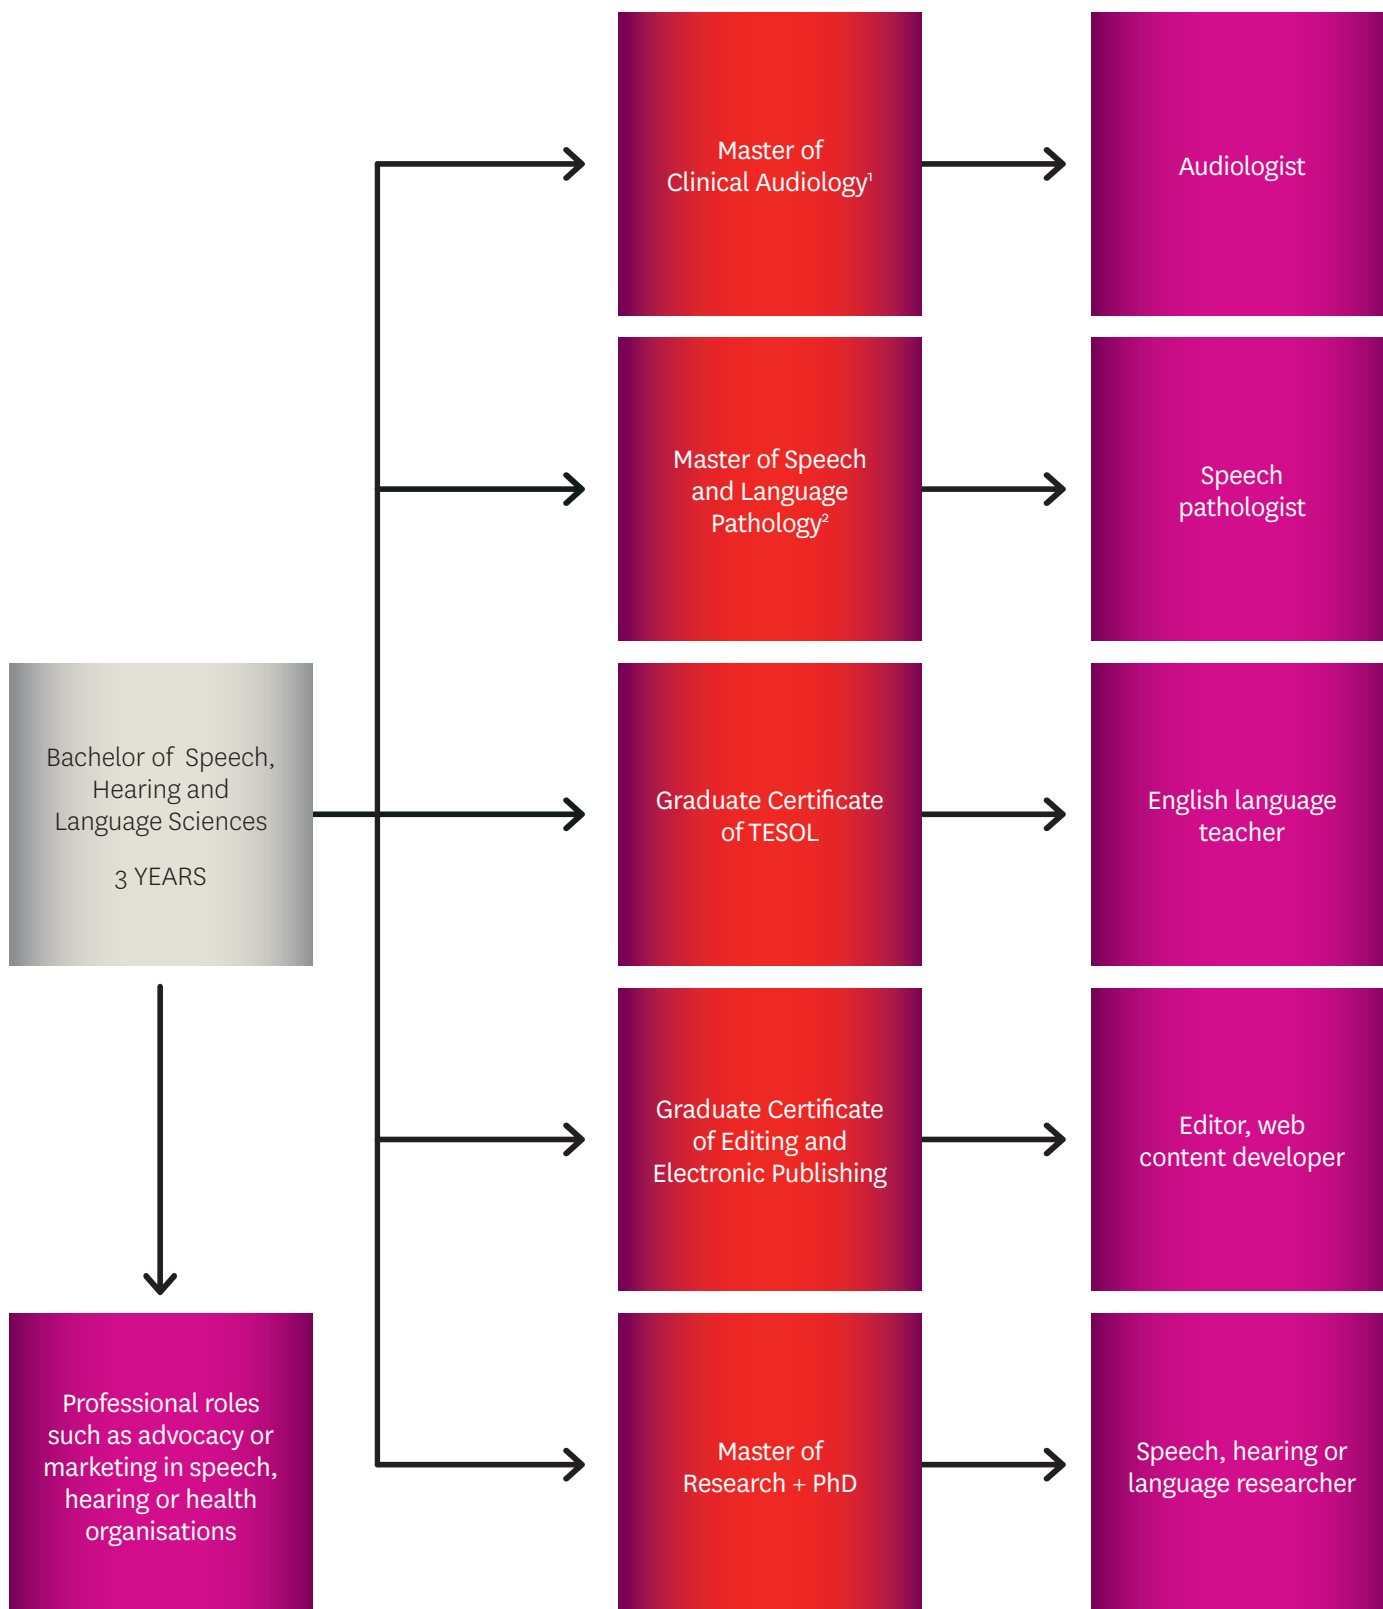 Master of
Clinical Audiology¹
Audiologist
Master of Speech
and Language
Pathology²
Speech
pathologist
Bachelor of Speech,
Hearing and
Language Sciences
3 YEARS
Graduate Certificate
of TESOL
English language
teacher
Graduate Certificate
of Editing and
Electronic Publishing
Editor, web
content developer
Professional roles
such as advocacy or
marketing in speech,
hearing or health
organisations
Master of
Research + PhD
Speech, hearing or
language researcher